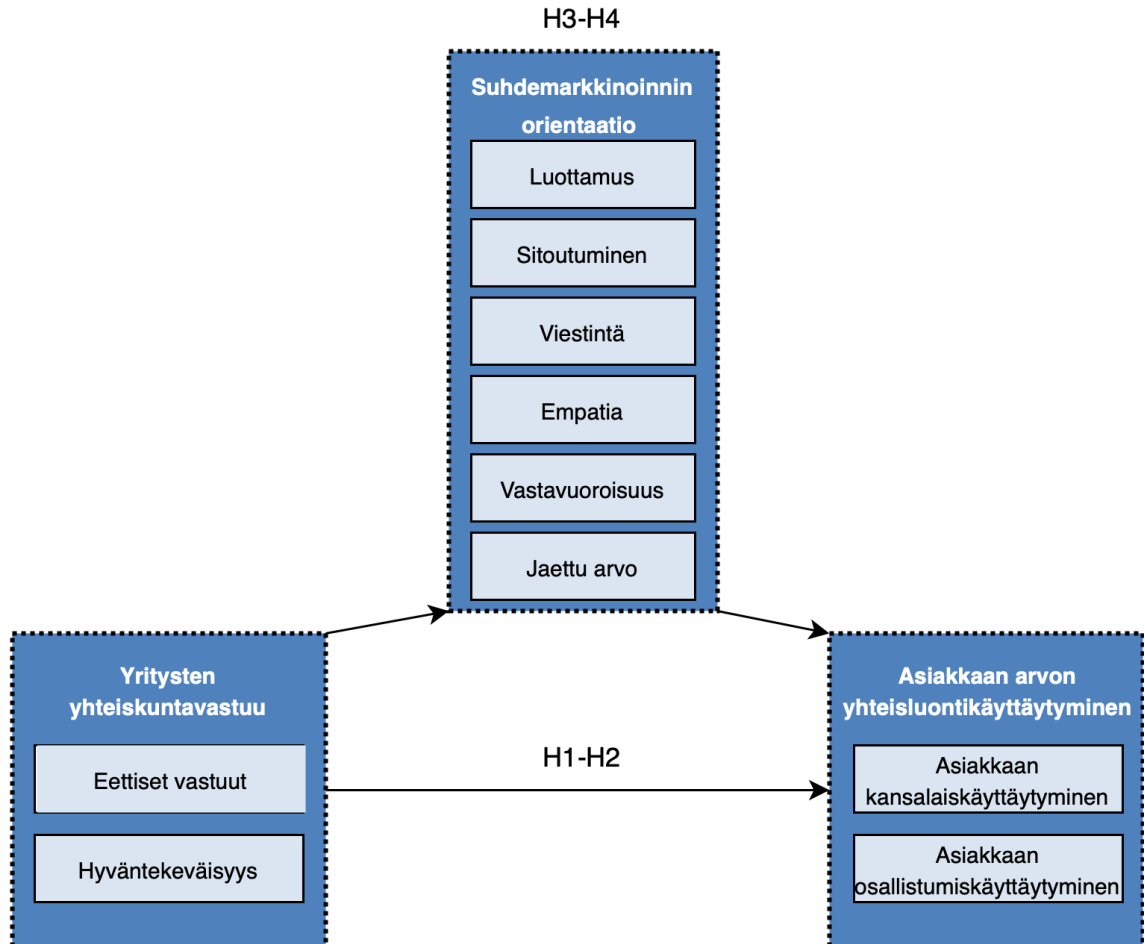 H3-H4
Suhdemarkkinoinnin
orientaatio
Luottamus
Sitoutuminen
Viestintä
Empatia
Vastavuoroisuus
Jaettu arvo
Yritysten
yhteiskuntavastuu
Eettiset vastuut
Hyväntekeväisyys
H1-H2
Asiakkaan arvon
yhteisluontikäyttäytyminen
Asiakkaan
kansalaiskäyttäytyminen
Asiakkaan
osallistumiskäyttäytyminen